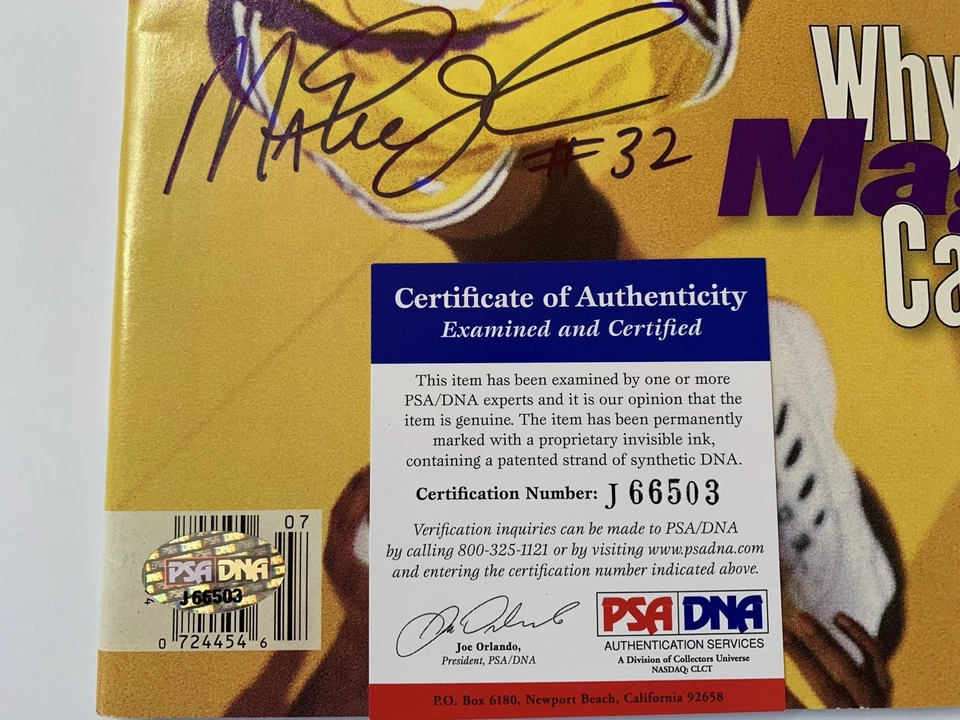 Magic J #32
Why
Mag
Ca
Certificate of Authenticity
Examined and Certified
This item has been examined by one or more
PSA/DNA experts and it is our opinion that the
item is genuine. The item has been permanently
marked with a proprietary invisible ink,
containing a patented strand of synthetic DNA.
Certification Number: J 66503
Verification inquiries can be made to PSA/DNA
by calling 800-325-1121 or by visiting www.psadna.com
and entering the certification number indicated above.
Joe Orlando,
President, PSA/DNA
PSA DNA
AUTHENTICATION SERVICES
A Division of Collectors Universe
NASDAQ: CLCT
P.O. Box 6180, Newport Beach, California 92658
07
PSA DNA
J 66503
4
0 724454 6